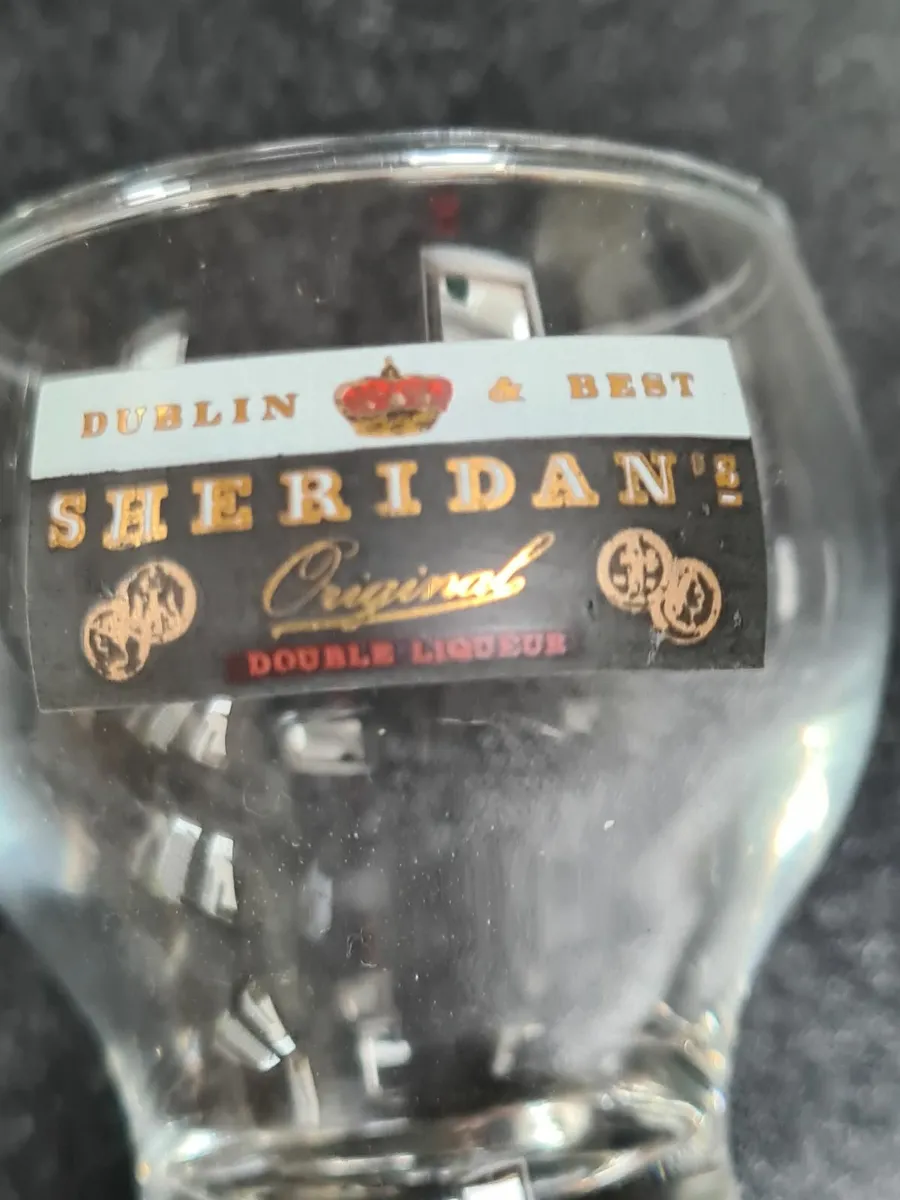 DUBLIN & BEST
SHERIDAN'S
Original
DOUBLE LIQUEUR